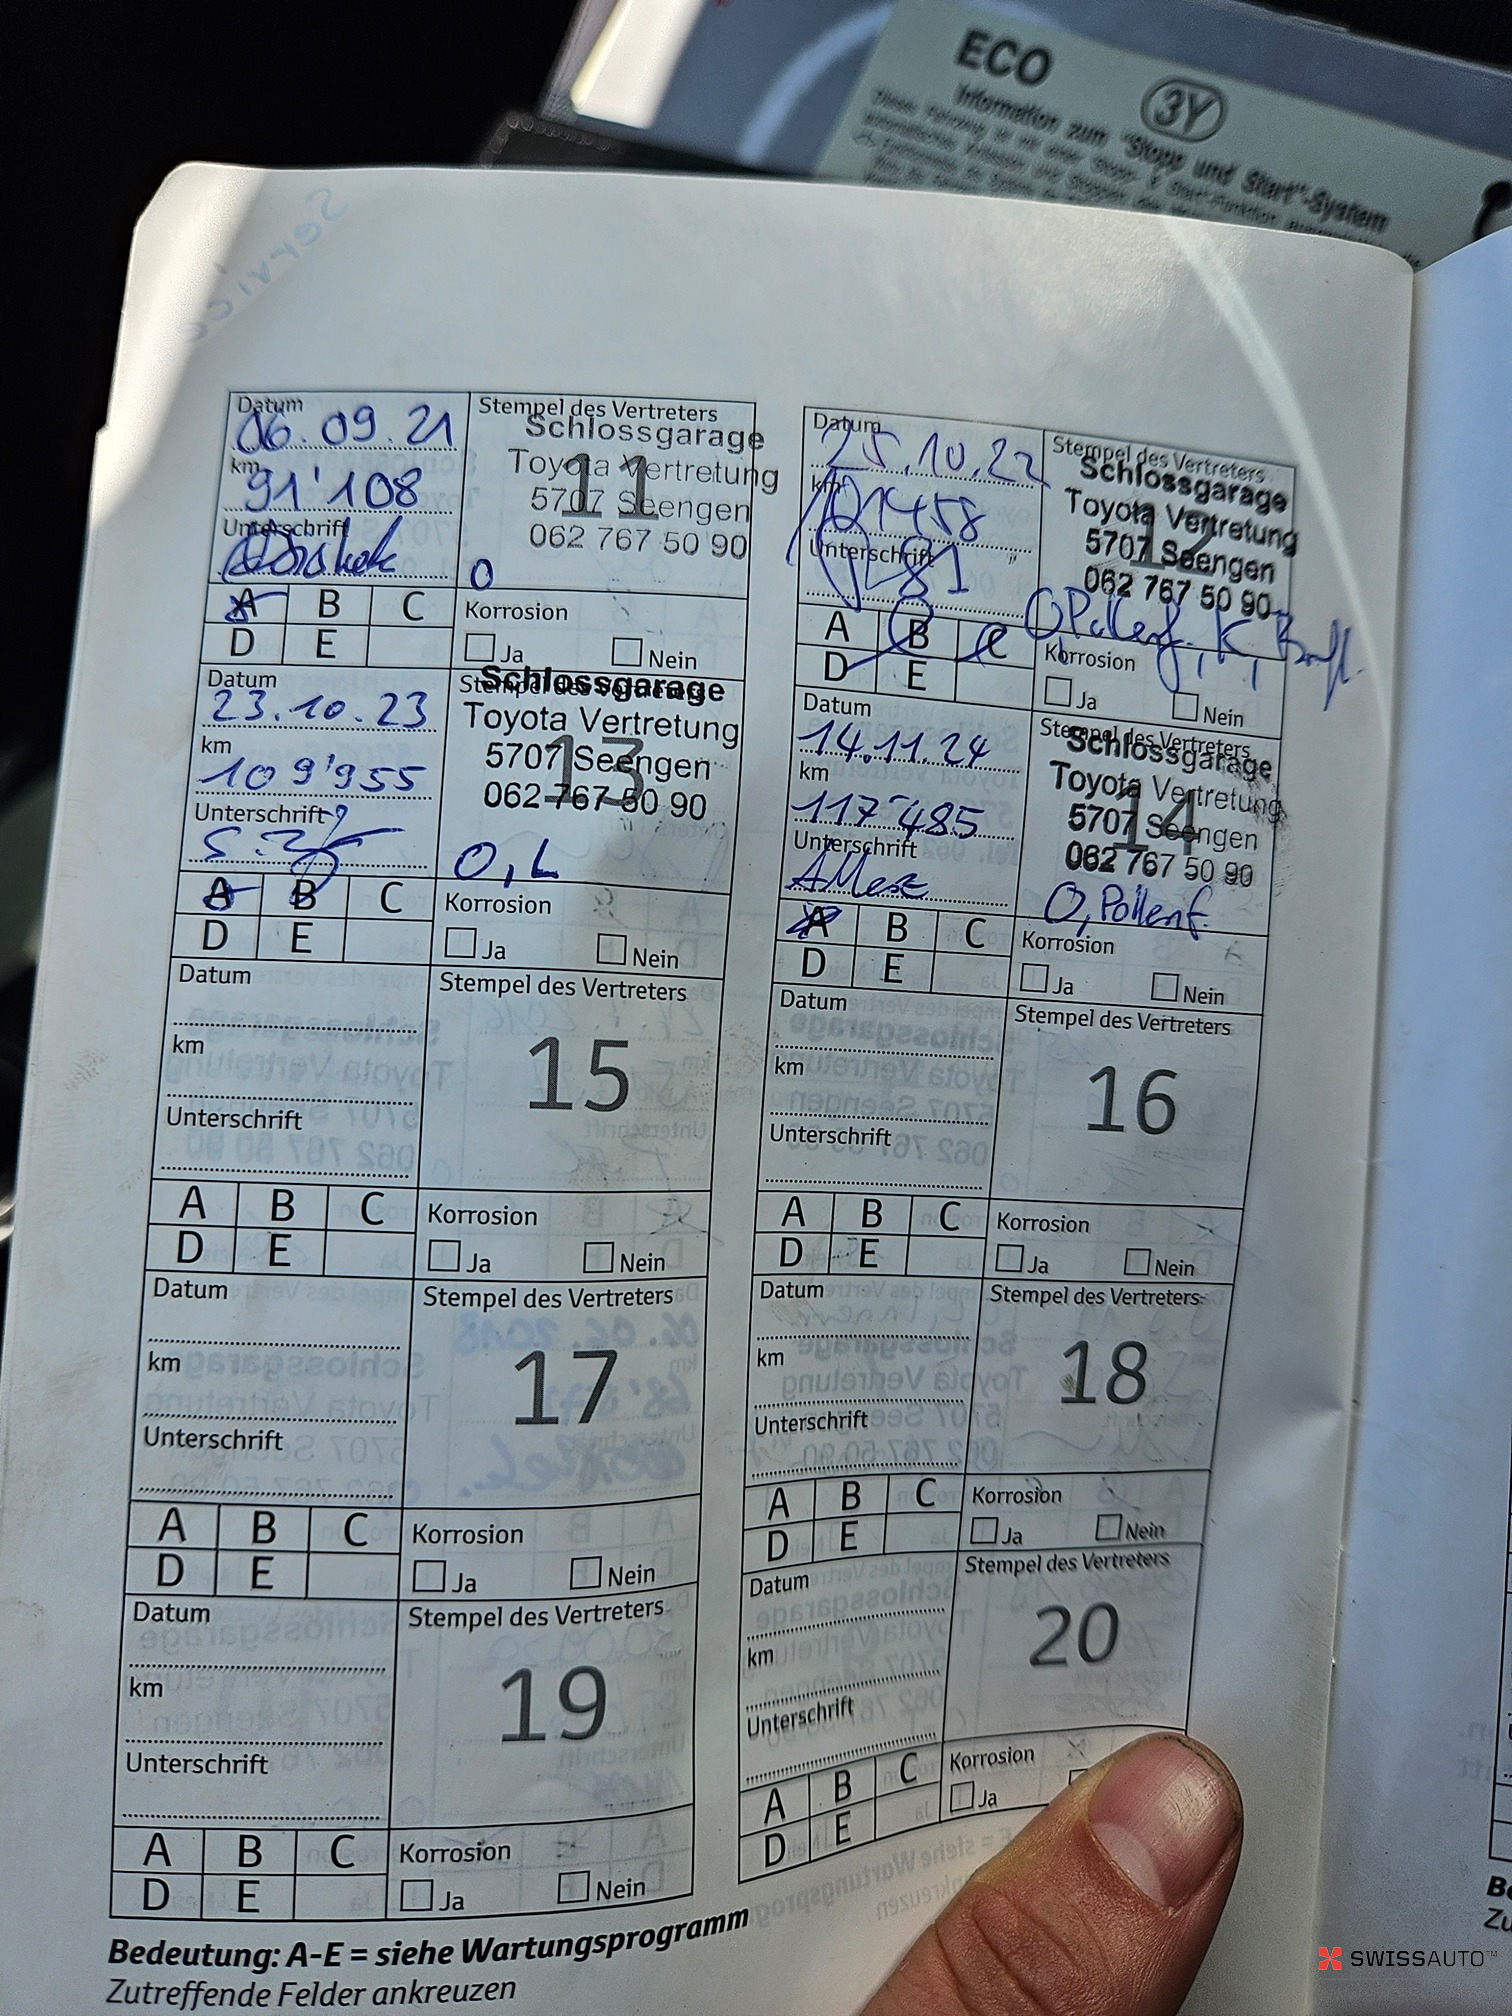 ECO
3Y
Information zum "Stopp und Start"-System
Service
Datum
06.09.21
km
91'108
Unterschrift
Stempel des Vertreters
Schlossgarage
Toyota Vertretung
11
5707 Seengen
062 767 50 90
O
A B C
D E
Korrosion
Ja Nein
Datum
25.10.22
km
101458
Unterschrift
Stempel des Vertreters
Schlossgarage
Toyota Vertretung
12
5707 Seengen
062 767 50 90
A B C
D E
Korrosion
Ja Nein
Datum
23.10.23
km
109'955
Unterschrift
Stempel des Vertreters
Schlossgarage
Toyota Vertretung
13
5707 Seengen
062 767 50 90
O, L
A B C
D E
Korrosion
Ja Nein
Datum
14.11.24
km
117'485
Unterschrift
Stempel des Vertreters
Schlossgarage
Toyota Vertretung
14
5707 Seengen
062 767 50 90
O, Pollenf.
A B C
D E
Korrosion
Ja Nein
Datum
km
Unterschrift
Stempel des Vertreters
15
A B C
D E
Korrosion
Ja Nein
Datum
km
Unterschrift
Stempel des Vertreters
16
A B C
D E
Korrosion
Ja Nein
Datum
km
Unterschrift
Stempel des Vertreters
17
A B C
D E
Korrosion
Ja Nein
Datum
km
Unterschrift
Stempel des Vertreters
18
A B C
D E
Korrosion
Ja Nein
Datum
km
Unterschrift
Stempel des Vertreters
19
A B C
D E
Korrosion
Ja Nein
Datum
km
Unterschrift
Stempel des Vertreters
20
A B C
D E
Korrosion
Ja
Bedeutung: A-E = siehe Wartungsprogramm
Zutreffende Felder ankreuzen
SWISSAUTO™